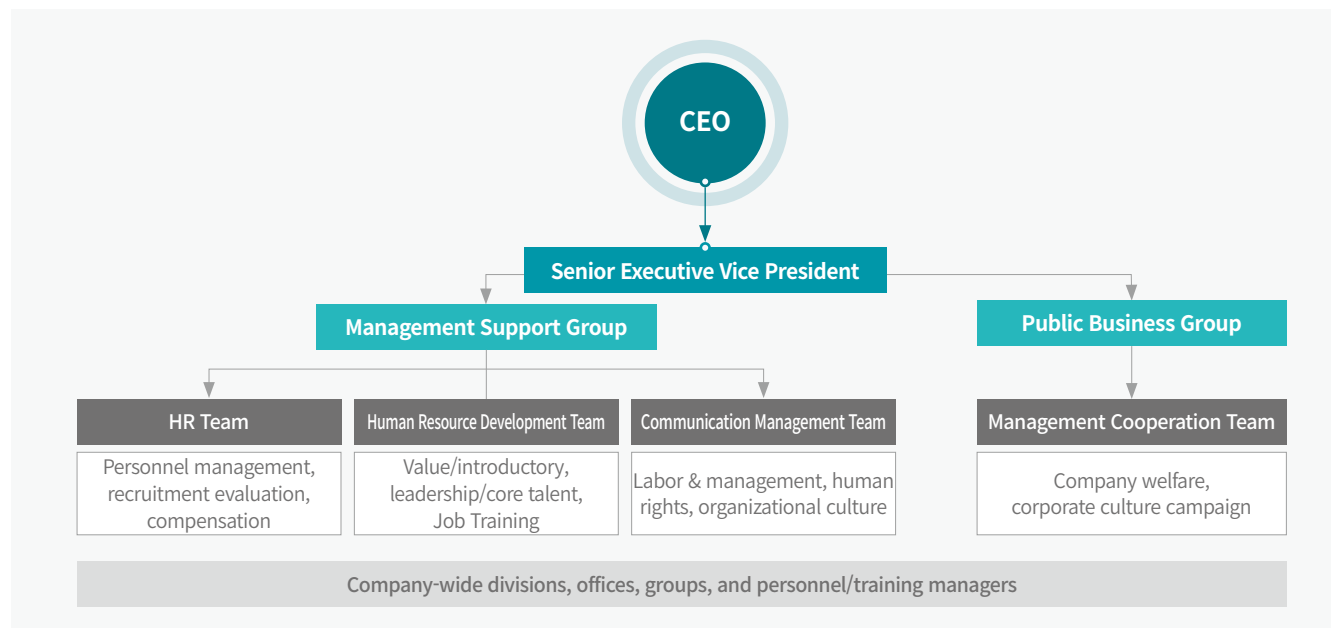 CEO
Senior Executive Vice President
Management Support Group
Public Business Group
HR Team
Personnel management,
recruitment evaluation,
compensation
Human Resource Development Team
Value/introductory,
leadership/core talent,
Job Training
Communication Management Team
Labor & management, human
rights, organizational culture
Management Cooperation Team
Company welfare,
corporate culture campaign
Company-wide divisions, offices, groups, and personnel/training managers